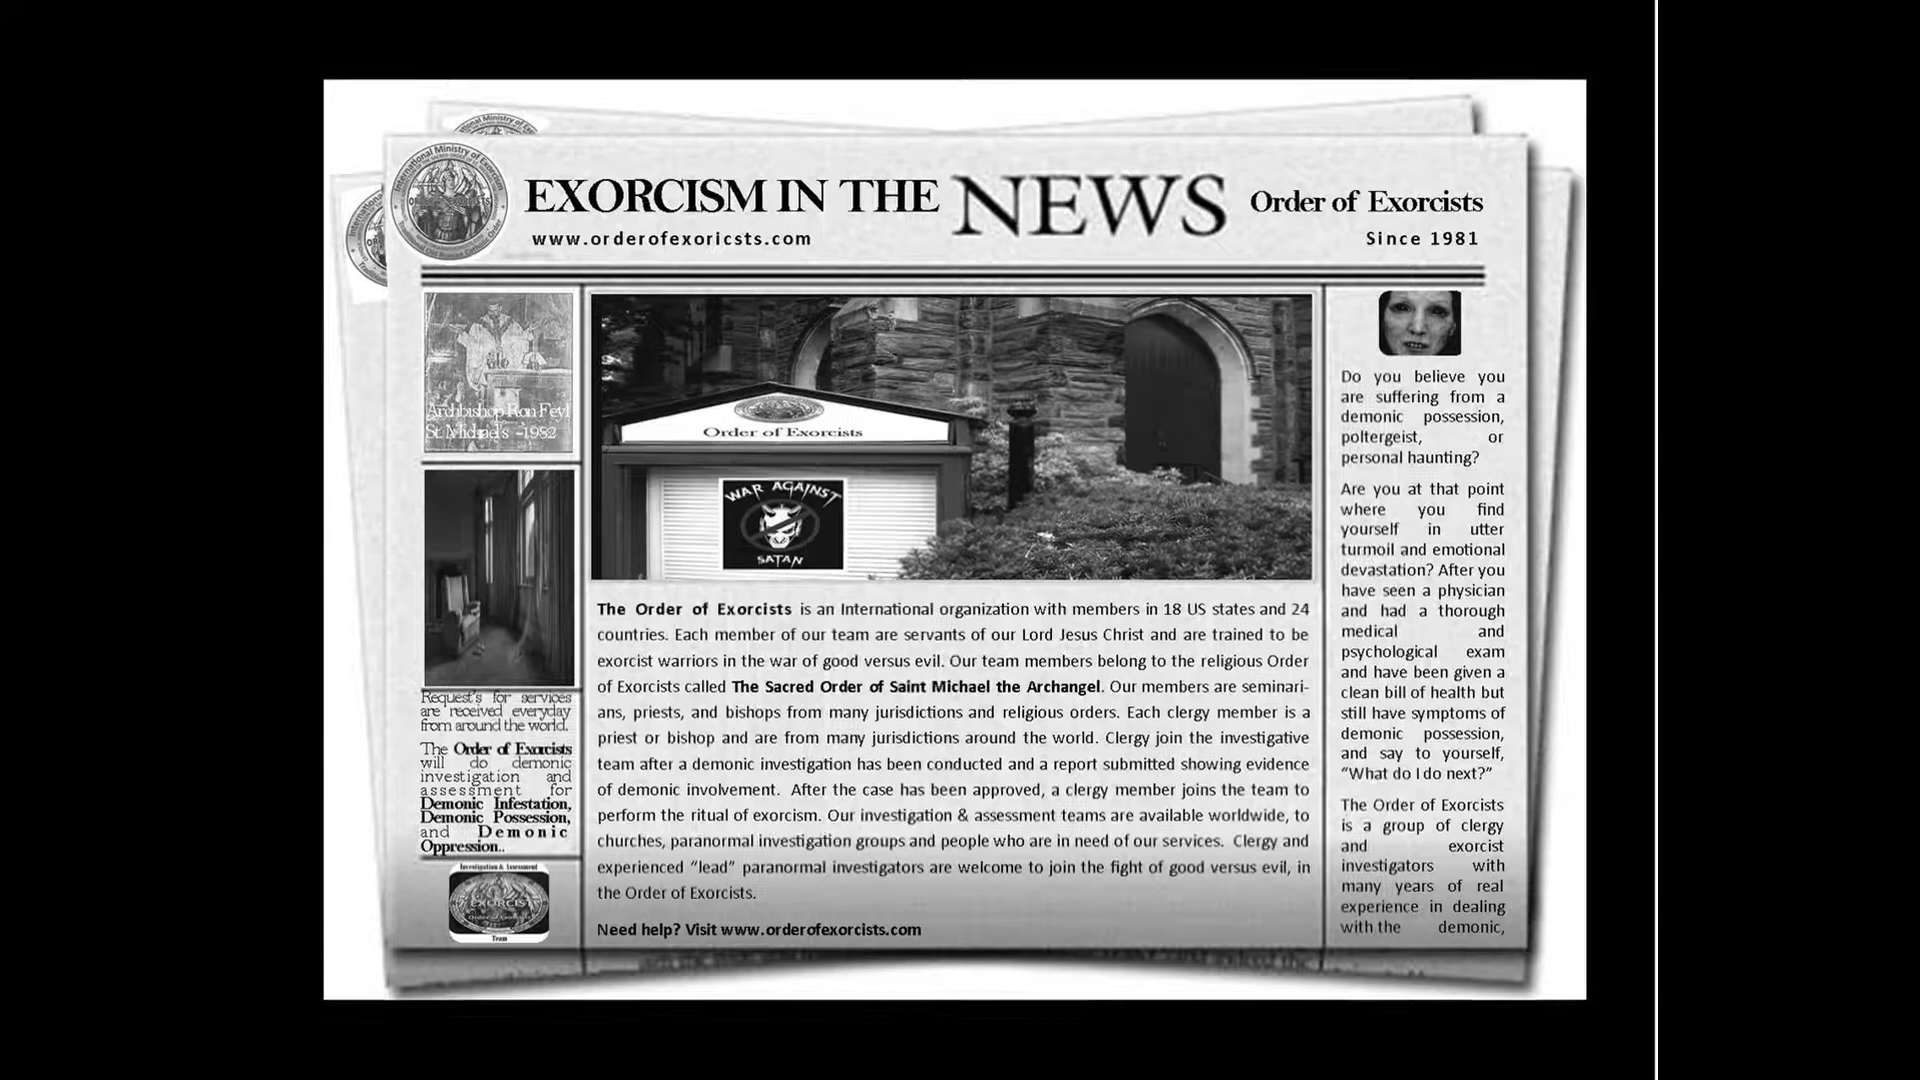 International Ministry of Ex
EXORCISM IN THE NEWS
Order of Exorcists
www.orderofexoricsts.com
Since 1981
Archbishop Ron Feyl
St. Michael's -1982
Request's for services
are received everyday
from around the world.
The Order of Exorcists
will do demonic
investigation and
assessment for
Demonic Infestation,
Demonic Possession,
and Demonic
Oppression..
Investigation & Assessment
EXORCIST
Order of Exorcists
Team
Order of Exorcists
WAR AGAINST
SATAN
The Order of Exorcists is an International organization with members in 18 US states and 24
countries. Each member of our team are servants of our Lord Jesus Christ and are trained to be
exorcist warriors in the war of good versus evil. Our team members belong to the religious Order
of Exorcists called The Sacred Order of Saint Michael the Archangel. Our members are seminari-
ans, priests, and bishops from many jurisdictions and religious orders. Each clergy member is a
priest or bishop and are from many jurisdictions around the world. Clergy join the investigative
team after a demonic investigation has been conducted and a report submitted showing evidence
of demonic involvement. After the case has been approved, a clergy member joins the team to
perform the ritual of exorcism. Our investigation & assessment teams are available worldwide, to
churches, paranormal investigation groups and people who are in need of our services. Clergy and
experienced “lead” paranormal investigators are welcome to join the fight of good versus evil, in
the Order of Exorcists.
Need help? Visit www.orderofexorcists.com
Do you believe you
are suffering from a
demonic possession,
poltergeist, or
personal haunting?
Are you at that point
where you find
yourself in utter
turmoil and emotional
devastation? After you
have seen a physician
and had a thorough
medical and
psychological exam
and have been given a
clean bill of health but
still have symptoms of
demonic possession,
and say to yourself,
“What do I do next?”
The Order of Exorcists
is a group of clergy
and exorcist
investigators with
many years of real
experience in dealing
with the demonic,